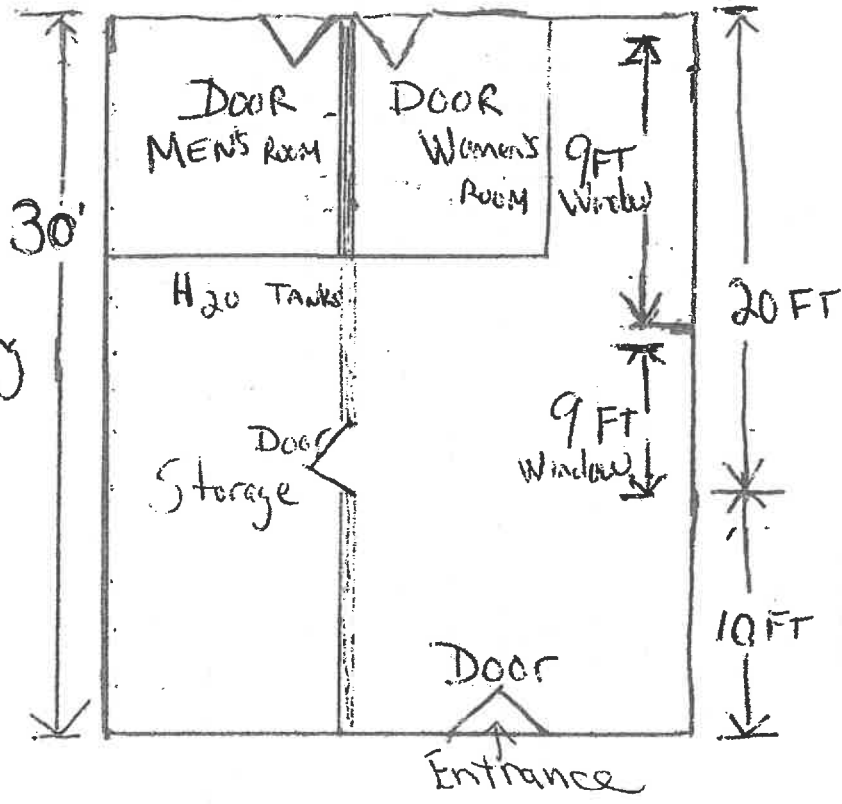 DOOR
MEN'S ROOM
DOOR
Women's
ROOM
9FT
Window
30'
H20 TANKS
20 FT
9 FT
Window
Door
Storage
10 FT
Door
Entrance